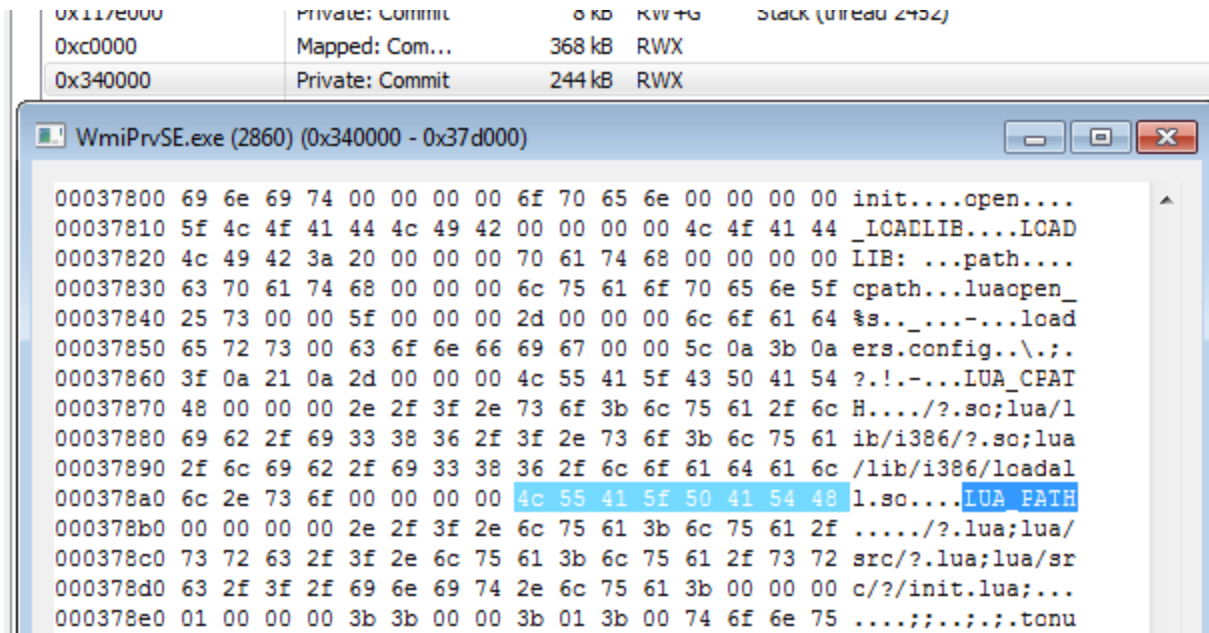 0x117e000 Private: Commit 8 kB RW+G Stack (thread 2452)
0xc0000 Mapped: Com... 368 kB RWX
0x340000 Private: Commit 244 kB RWX
WmiPrvSE.exe (2860) (0x340000 - 0x37d000)
00037800 69 6e 69 74 00 00 00 00 6f 70 65 6e 00 00 00 00 init....open....
00037810 5f 4c 4f 41 44 4c 49 42 00 00 00 00 4c 4f 41 44 _LOADLIB....LOAD
00037820 4c 49 42 3a 20 00 00 00 70 61 74 68 00 00 00 00 LIB: ...path....
00037830 63 70 61 74 68 00 00 00 6c 75 61 6f 70 65 6e 5f cpath...luaopen_
00037840 25 73 00 00 5f 00 00 00 2d 00 00 00 6c 6f 61 64 %s.._...-...load
00037850 65 72 73 00 63 6f 6e 66 69 67 00 00 5c 0a 3b 0a ers.config..\.;.
00037860 3f 0a 21 0a 2d 00 00 00 4c 55 41 5f 43 50 41 54 ?.!.-...LUA_CPAT
00037870 48 00 00 00 2e 2f 3f 2e 73 6f 3b 6c 75 61 2f 6c H..../?.so;lua/l
00037880 69 62 2f 69 33 38 36 2f 3f 2e 73 6f 3b 6c 75 61 ib/i386/?.so;lua
00037890 2f 6c 69 62 2f 69 33 38 36 2f 6c 6f 61 64 61 6c /lib/i386/loadal
000378a0 6c 2e 73 6f 00 00 00 00 4c 55 41 5f 50 41 54 48 l.so....LUA_PATH
000378b0 00 00 00 00 2e 2f 3f 2e 6c 75 61 3b 6c 75 61 2f ...../?.lua;lua/
000378c0 73 72 63 2f 3f 2e 6c 75 61 3b 6c 75 61 2f 73 72 src/?.lua;lua/sr
000378d0 63 2f 3f 2f 69 6e 69 74 2e 6c 75 61 3b 00 00 00 c/?/init.lua;...
000378e0 01 00 00 00 3b 3b 00 00 3b 01 3b 00 74 6f 6e 75 ....;;..;.;.tonu